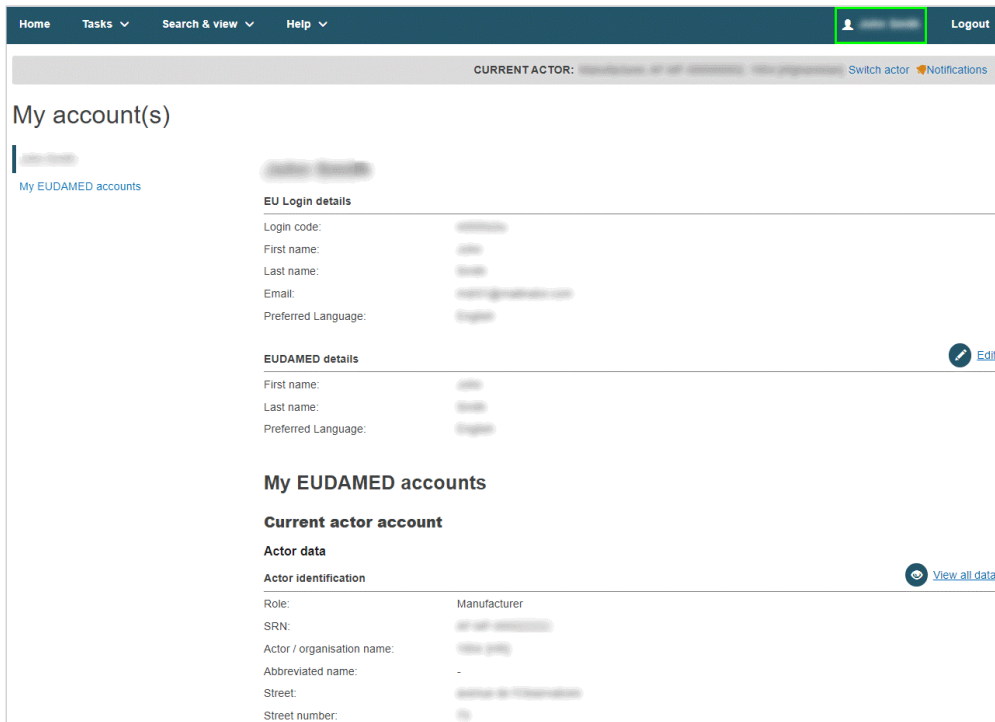 Home Tasks Search & view Help Logout
CURRENT ACTOR: Switch actor Notifications
My account(s)
My EUDAMED accounts
EU Login details
Login code:
First name:
Last name:
Email:
Preferred Language:
EUDAMED details Edit
First name:
Last name:
Preferred Language:
My EUDAMED accounts
Current actor account
Actor data
Actor identification View all data
Role: Manufacturer
SRN:
Actor / organisation name:
Abbreviated name: -
Street:
Street number: